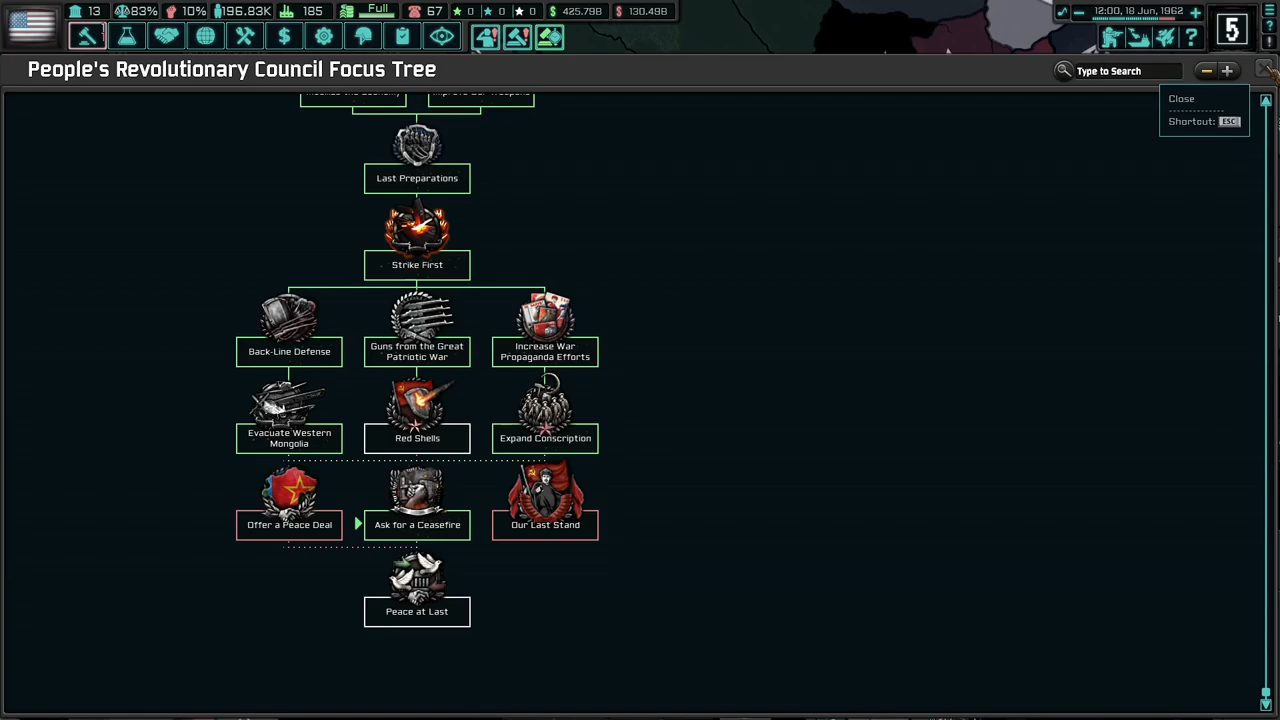 13 83% 10% 196.83K 185 Full 67 0 0 0 $ 425.79B $ 130.49B
12:00, 18 Jun, 1962
5
People's Revolutionary Council Focus Tree
Type to Search
Close
Shortcut: ESC
Last Preparations
Strike First
Back-Line Defense
Guns from the Great
Patriotic War
Increase War
Propaganda Efforts
Evacuate Western
Mongolia
Red Shells
Expand Conscription
Offer a Peace Deal
Ask for a Ceasefire
Our Last Stand
Peace at Last